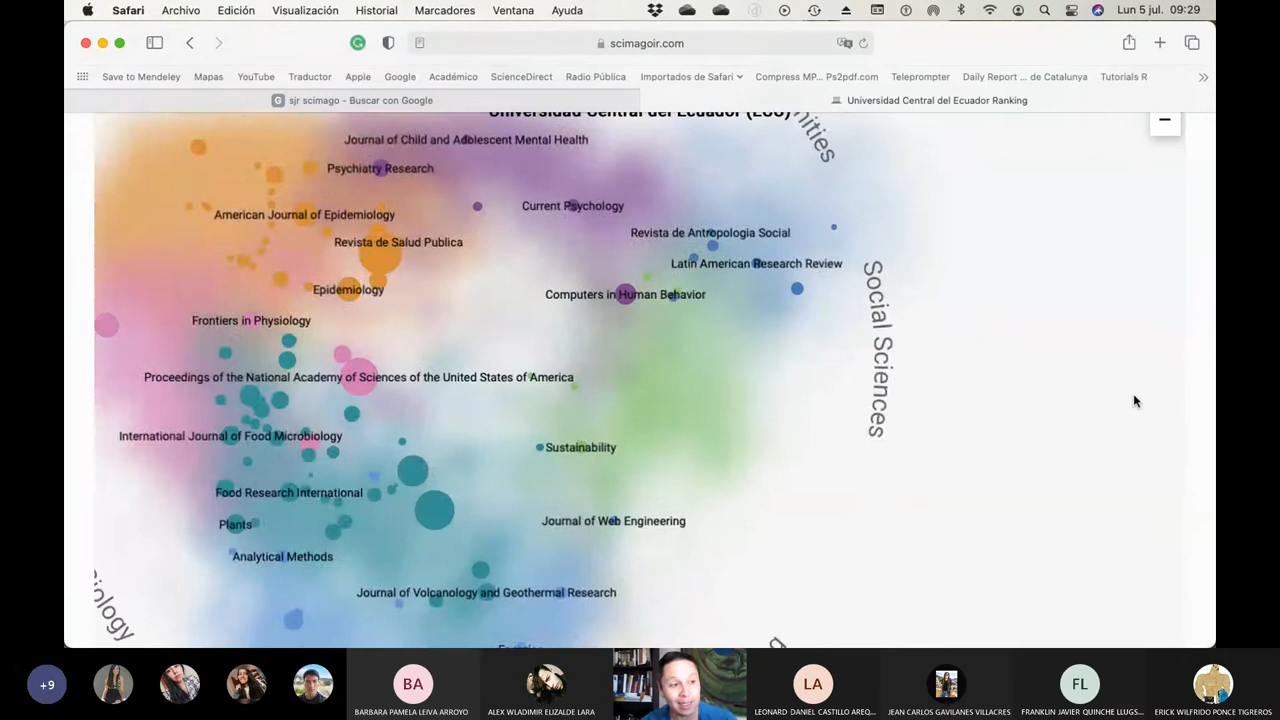 Safari Archivo Edición Visualización Historial Marcadores Ventana Ayuda Lun 5 jul. 09:29
scimagoir.com
Save to Mendeley Mapas YouTube Traductor Apple Google Académico ScienceDirect Radio Pública Importados de Safari Compress MP... Ps2pdf.com Teleprompter Daily Report ... de Catalunya Tutorials R
G sjr scimago - Buscar con Google
Universidad Central del Ecuador Ranking
Universidad Central del Ecuador (ECU)
Journal of Child and Adolescent Mental Health
Psychiatry Research
Current Psychology
American Journal of Epidemiology
Revista de Antropologia Social
Revista de Salud Publica
Latin American Research Review
Epidemiology
Computers in Human Behavior
Social Sciences
Frontiers in Physiology
Proceedings of the National Academy of Sciences of the United States of America
International Journal of Food Microbiology
Sustainability
Food Research International
Plants
Journal of Web Engineering
Analytical Methods
Journal of Volcanology and Geothermal Research
+9
BA
LA
FL
BARBARA PAMELA LEIVA ARROYO
ALEX WLADIMIR ELIZALDE LARA
LEONARD DANIEL CASTILLO AREQ...
JEAN CARLOS GAVILANES VILLACRES
FRANKLIN JAVIER QUINCHE LLUGS...
ERICK WILFRIDO PONCE TIGREROS